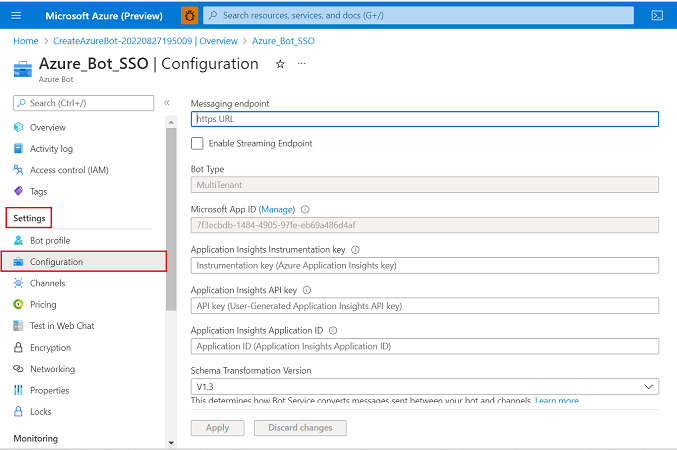 Microsoft Azure (Preview)
Search resources, services, and docs (G+/)
Home > CreateAzureBot-20220827195009 | Overview > Azure_Bot_SSO
Azure_Bot_SSO | Configuration
Azure Bot
Search (Ctrl+/)
Overview
Activity log
Access control (IAM)
Tags
Settings
Bot profile
Configuration
Channels
Pricing
Test in Web Chat
Encryption
Networking
Properties
Locks
Monitoring
Messaging endpoint
https URL
Enable Streaming Endpoint
Bot Type
MultiTenant
Microsoft App ID (Manage)
7f3ecbdb-1484-4905-97fe-eb69a486d4af
Application Insights Instrumentation key
Instrumentation key (Azure Application Insights key)
Application Insights API key
API key (User-Generated Application Insights API key)
Application Insights Application ID
Application ID (Application Insights Application ID)
Schema Transformation Version
V1.3
This determines how Bot Service converts messages sent between your bot and channels. Learn more
Apply
Discard changes